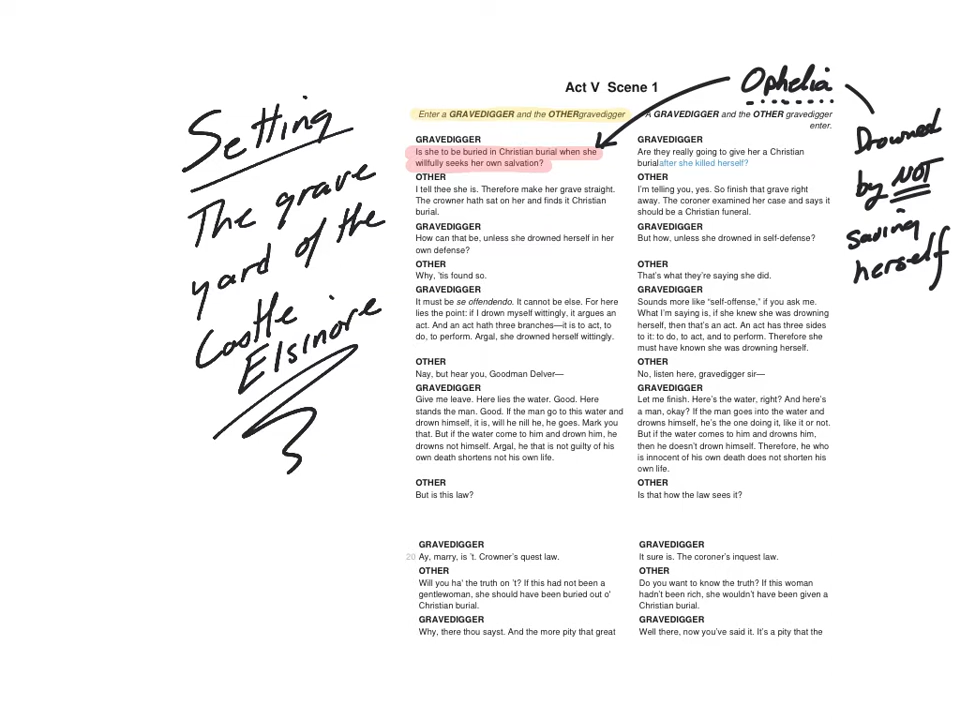 Setting
The grave
yard of the
Castle
Elsinore
Act V Scene 1
Ophelia
Drowned
by NOT
saving
herself
Enter a GRAVEDIGGER and the OTHERgravedigger
GRAVEDIGGER
Is she to be buried in Christian burial when she
willfully seeks her own salvation?
OTHER
I tell thee she is. Therefore make her grave straight.
The crowner hath sat on her and finds it Christian
burial.
GRAVEDIGGER
How can that be, unless she drowned herself in her
own defense?
OTHER
Why, 'tis found so.
GRAVEDIGGER
It must be se offendendo. It cannot be else. For here
lies the point: if I drown myself wittingly, it argues an
act. And an act hath three branches—it is to act, to
do, to perform. Argal, she drowned herself wittingly.
OTHER
Nay, but hear you, Goodman Delver—
GRAVEDIGGER
Give me leave. Here lies the water. Good. Here
stands the man. Good. If the man go to this water and
drown himself, it is, will he nill he, he goes. Mark you
that. But if the water come to him and drown him, he
drowns not himself. Argal, he that is not guilty of his
own death shortens not his own life.
OTHER
But is this law?
GRAVEDIGGER
20 Ay, marry, is 't. Crowner's quest law.
OTHER
Will you ha' the truth on 't? If this had not been a
gentlewoman, she should have been buried out o'
Christian burial.
GRAVEDIGGER
Why, there thou sayst. And the more pity that great
A GRAVEDIGGER and the OTHER gravedigger
enter.
GRAVEDIGGER
Are they really going to give her a Christian
burialafter she killed herself?
OTHER
I'm telling you, yes. So finish that grave right
away. The coroner examined her case and says it
should be a Christian funeral.
GRAVEDIGGER
But how, unless she drowned in self-defense?
OTHER
That's what they're saying she did.
GRAVEDIGGER
Sounds more like “self-offense,” if you ask me.
What I'm saying is, if she knew she was drowning
herself, then that's an act. An act has three sides
to it: to do, to act, and to perform. Therefore she
must have known she was drowning herself.
OTHER
No, listen here, gravedigger sir—
GRAVEDIGGER
Let me finish. Here's the water, right? And here's
a man, okay? If the man goes into the water and
drowns himself, he's the one doing it, like it or not.
But if the water comes to him and drowns him,
then he doesn't drown himself. Therefore, he who
is innocent of his own death does not shorten his
own life.
OTHER
Is that how the law sees it?
GRAVEDIGGER
It sure is. The coroner's inquest law.
OTHER
Do you want to know the truth? If this woman
hadn't been rich, she wouldn't have been given a
Christian burial.
GRAVEDIGGER
Well there, now you've said it. It's a pity that the